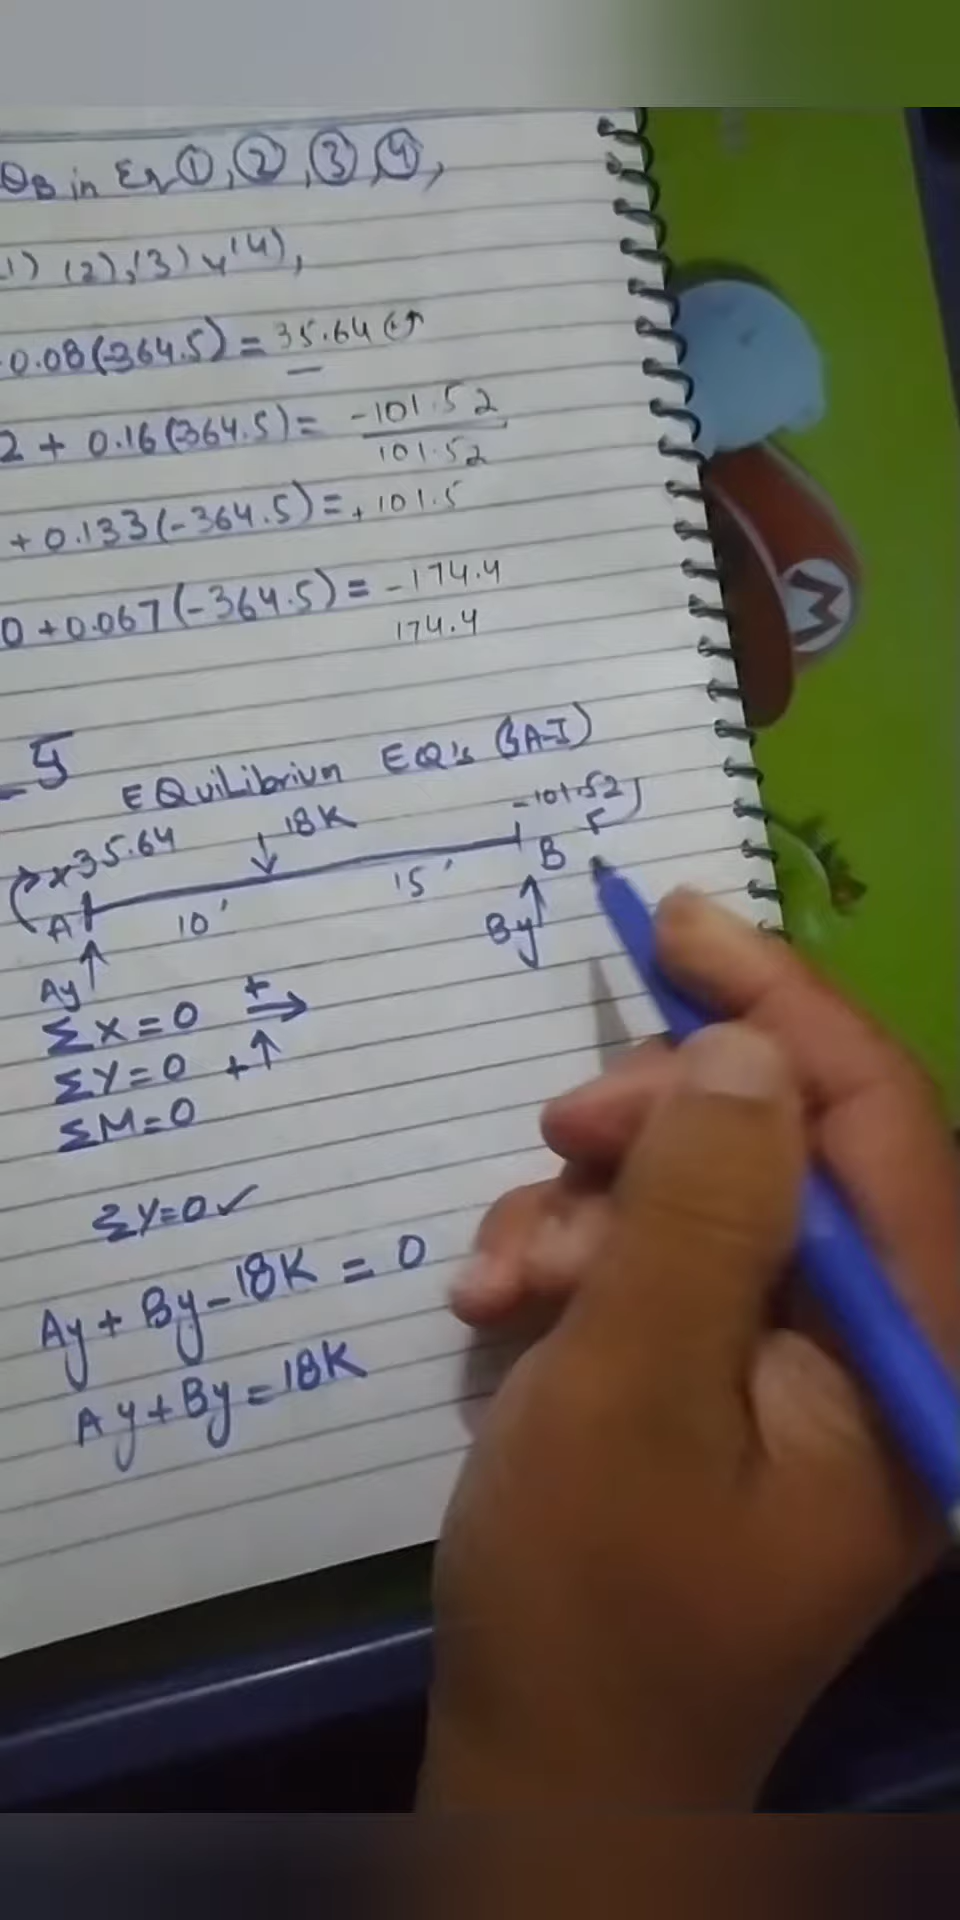 θB in Eq ①, ②, ③, ④,
1) (2), (3) (4),
0.08(-364.5) = 35.64
2 + 0.16(364.5) = -101.52
101.52
+ 0.133(-364.5) = +101.5
0 + 0.067(-364.5) = -174.4
174.4
EQuiLibrium EQ's
35.64 18K -101.52
A 10' 15' B
Ay By
ΣX=0 +→
ΣY=0 +↑
ΣM=0
ΣY=0 ✓
Ay + By - 18K = 0
Ay + By = 18K
M